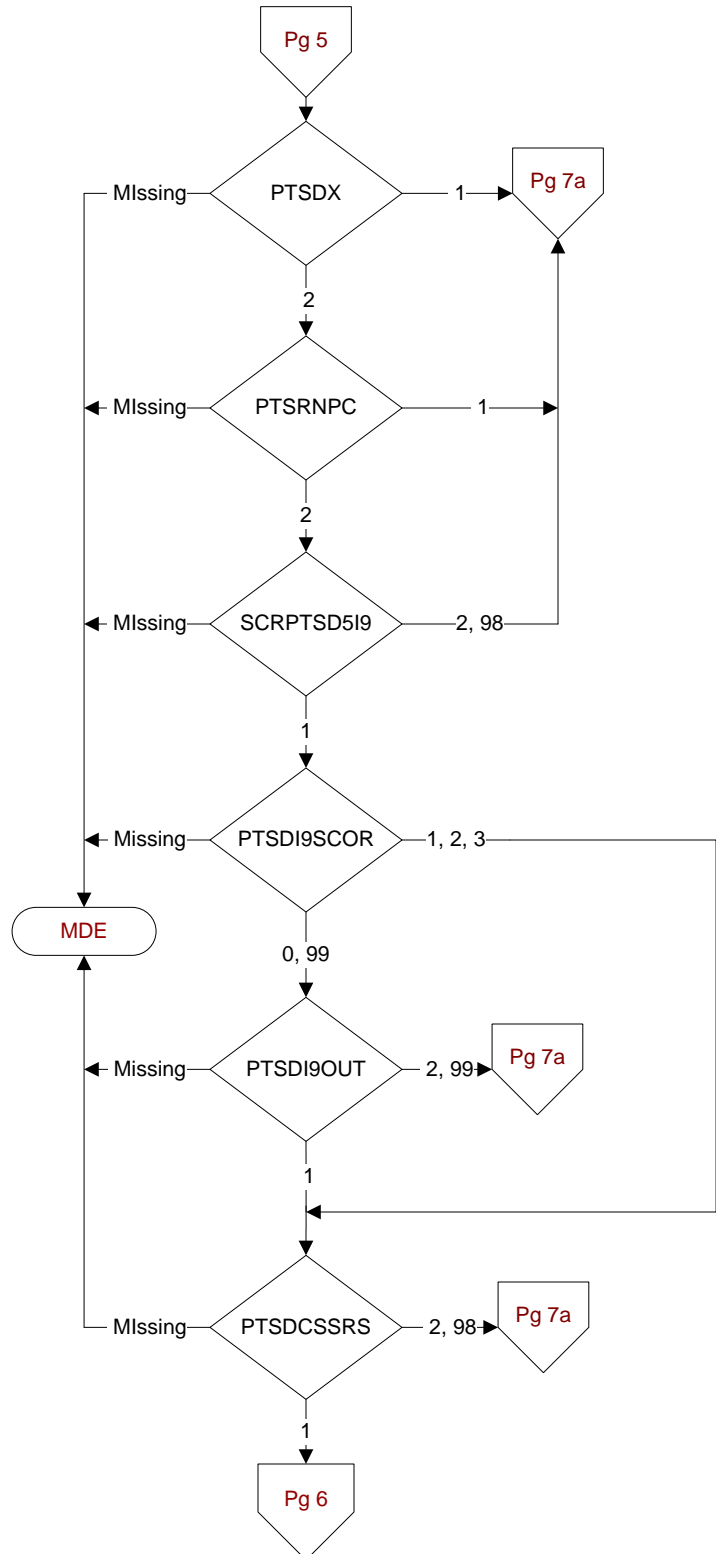 Pg 5
MIssing
PTSDX
1
Pg 7a
2
MIssing
PTSRNPC
1
2
MIssing
SCRPTSD5I9
2, 98
1
Missing
PTSDI9SCOR
1, 2, 3
MDE
0, 99
Missing
PTSDI9OUT
2, 99
Pg 7a
1
MIssing
PTSDCSSRS
2, 98
Pg 7a
1
Pg 6